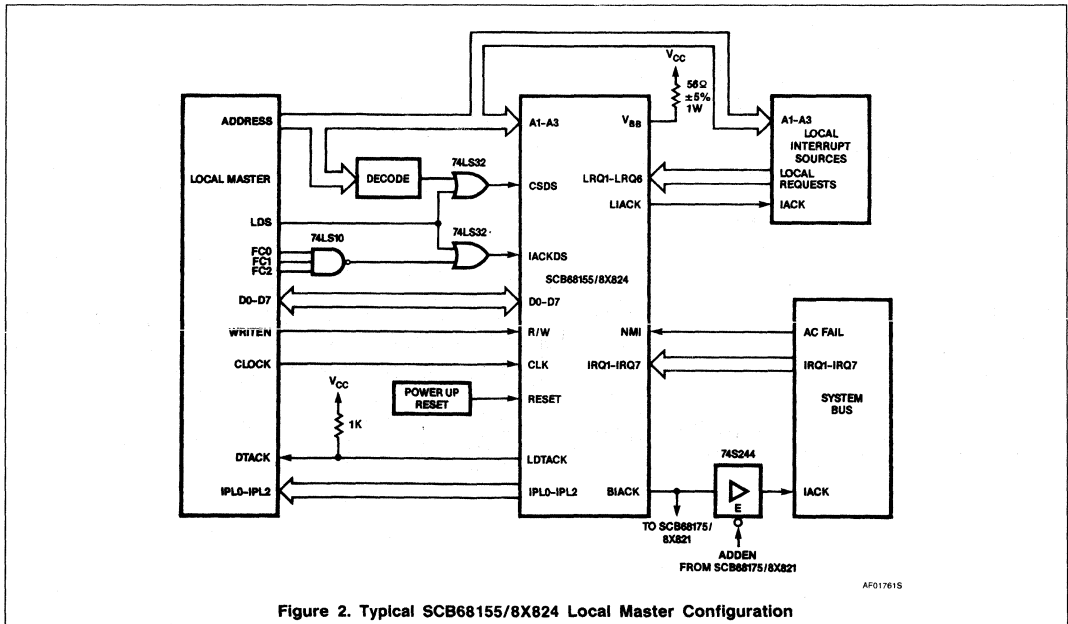 VCC
56Ω
±5%
1W
ADDRESS
A1-A3
VBB
A1-A3
LOCAL
INTERRUPT
SOURCES
74LS32
LOCAL MASTER
DECODE
CSDS
LRQ1-LRQ6
LOCAL
REQUESTS
LIACK
IACK
LDS
74LS10
74LS32
FC0
FC1
FC2
IACKDS
SCB68155/8X824
D0-D7
D0-D7
WRITEN
R/W
NMI
AC FAIL
CLOCK
CLK
IRQ1-IRQ7
IRQ1-IRQ7
VCC
POWER UP
RESET
RESET
SYSTEM
BUS
1K
DTACK
LDTACK
74S244
IPL0-IPL2
IPL0-IPL2
BIACK
E
IACK
TO SCB68175/
8X821
ADDEN
FROM SCB68175/8X821
AF01761S
Figure 2. Typical SCB68155/8X824 Local Master Configuration